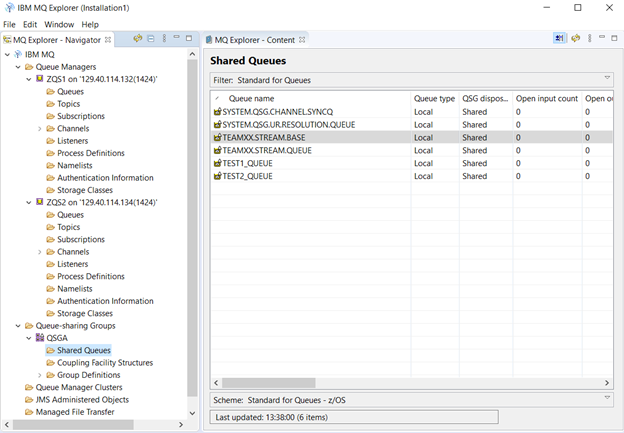 IBM MQ Explorer (Installation1)
File Edit Window Help
MQ Explorer - Navigator
IBM MQ
Queue Managers
ZQS1 on '129.40.114.132(1424)'
Queues
Topics
Subscriptions
Channels
Listeners
Process Definitions
Namelists
Authentication Information
Storage Classes
ZQS2 on '129.40.114.134(1424)'
Queues
Topics
Subscriptions
Channels
Listeners
Process Definitions
Namelists
Authentication Information
Storage Classes
Queue-sharing Groups
QSGA
Shared Queues
Coupling Facility Structures
Group Definitions
Queue Manager Clusters
JMS Administered Objects
Managed File Transfer
MQ Explorer - Content
Shared Queues
Filter: Standard for Queues
Queue name Queue type QSG dispos... Open input count Open ou
SYSTEM.QSG.CHANNEL.SYNCQ Local Shared 0 0
SYSTEM.QSG.UR.RESOLUTION.QUEUE Local Shared 0 0
TEAMXX.STREAM.BASE Local Shared 0 0
TEAMXX.STREAM.QUEUE Local Shared 0 0
TEST1_QUEUE Local Shared 0 0
TEST2_QUEUE Local Shared 0 0
Scheme: Standard for Queues - z/OS
Last updated: 13:38:00 (6 items)